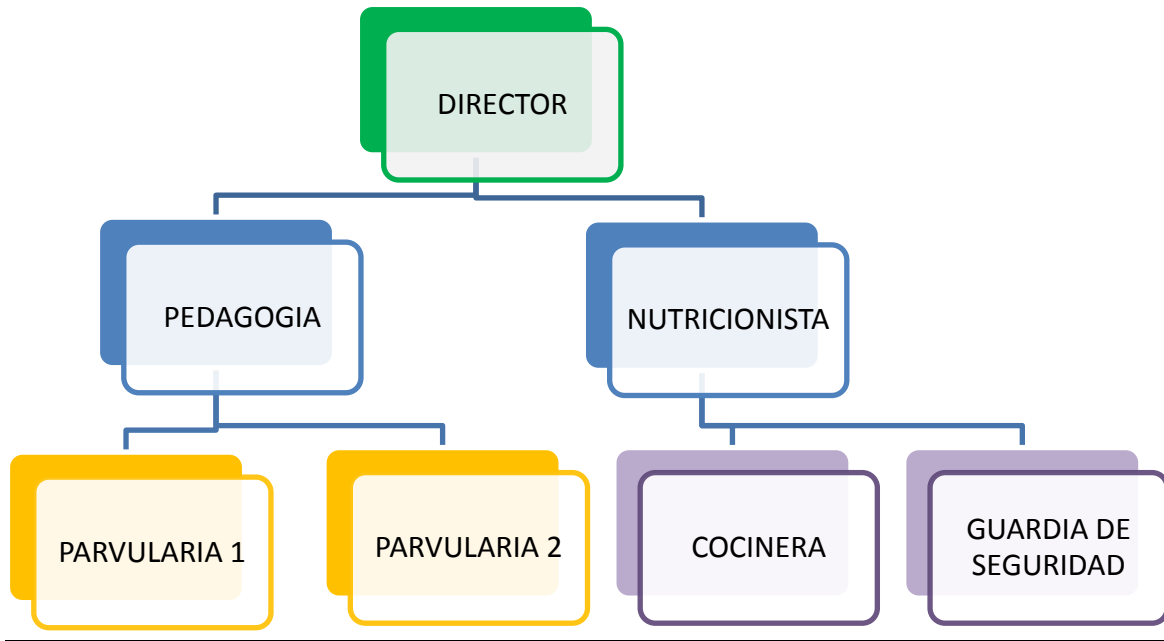 DIRECTOR
PEDAGOGIA
NUTRICIONISTA
PARVULARIA 1
PARVULARIA 2
COCINERA
GUARDIA DE
SEGURIDAD